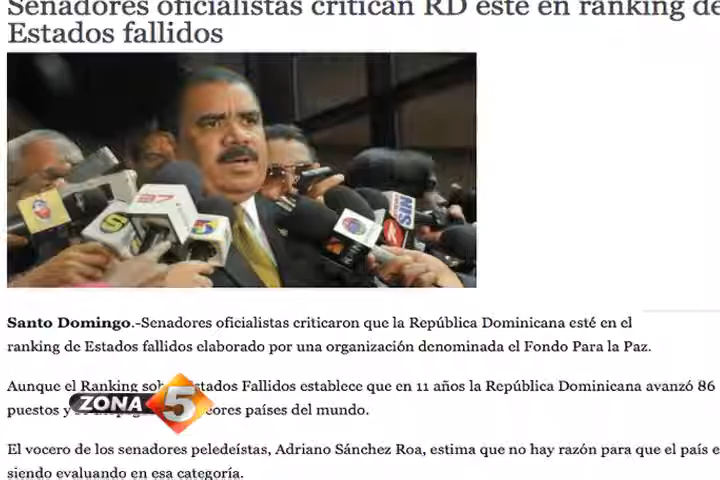 Senadores oficialistas critican RD esté en ranking de
Estados fallidos
Santo Domingo.-Senadores oficialistas criticaron que la República Dominicana esté en el
ranking de Estados fallidos elaborado por una organización denominada el Fondo Para la Paz.
Aunque el Ranking stados Fallidos establece que en 11 años la República Dominicana avanzó 86
puestos y países del mundo.
ZONA 5
El vocero de los senadores peledeístas, Adriano Sánchez Roa, estima que no hay razón para que el país
siendo evaluando en esa categoría.